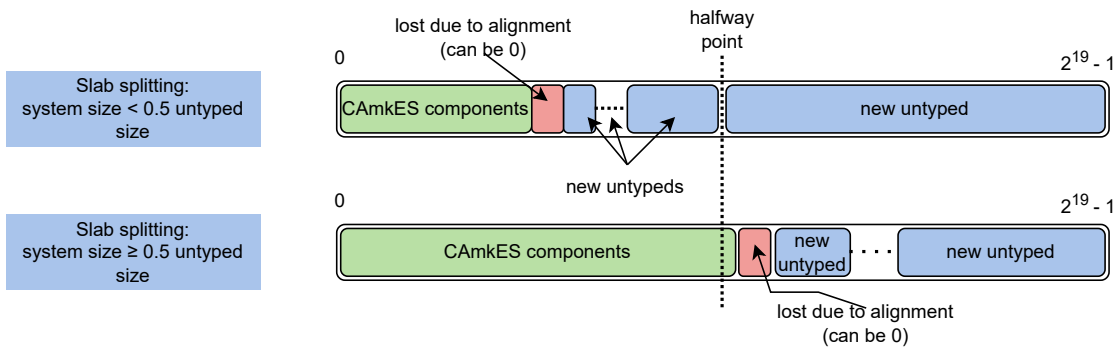 Slab splitting:
system size < 0.5 untyped
size
lost due to alignment
(can be 0)
halfway
point
0
2^19 - 1
CAmkES components
new untyped
new untypeds
Slab splitting:
system size ≥ 0.5 untyped
size
0
2^19 - 1
CAmkES components
new
untyped
new untyped
lost due to alignment
(can be 0)